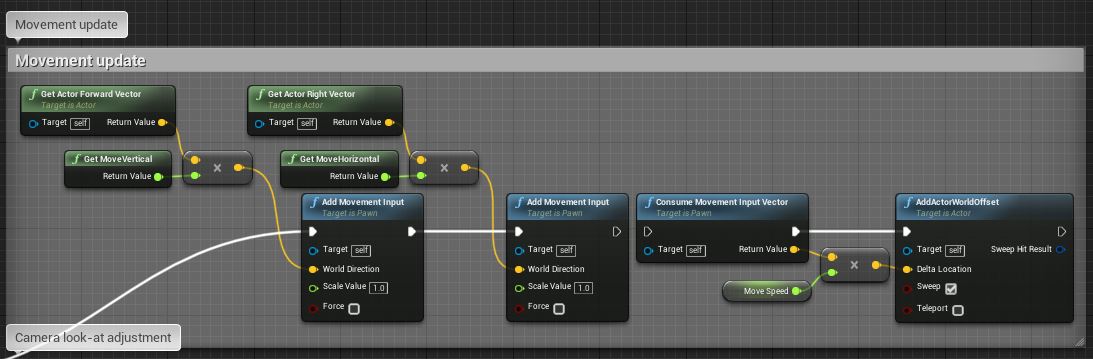 Movement update
Movement update
Get Actor Forward Vector
Target is Actor
Target self Return Value
Get MoveVertical
Return Value
×
Get Actor Right Vector
Target is Actor
Target self Return Value
Get MoveHorizontal
Return Value
×
Add Movement Input
Target is Pawn
Target self
World Direction
Scale Value 1.0
Force
Add Movement Input
Target is Pawn
Target self
World Direction
Scale Value 1.0
Force
Consume Movement Input Vector
Target is Pawn
Target self Return Value
Move Speed
×
AddActorWorldOffset
Target is Actor
Target self Sweep Hit Result
Delta Location
Sweep
Teleport
Camera look-at adjustment